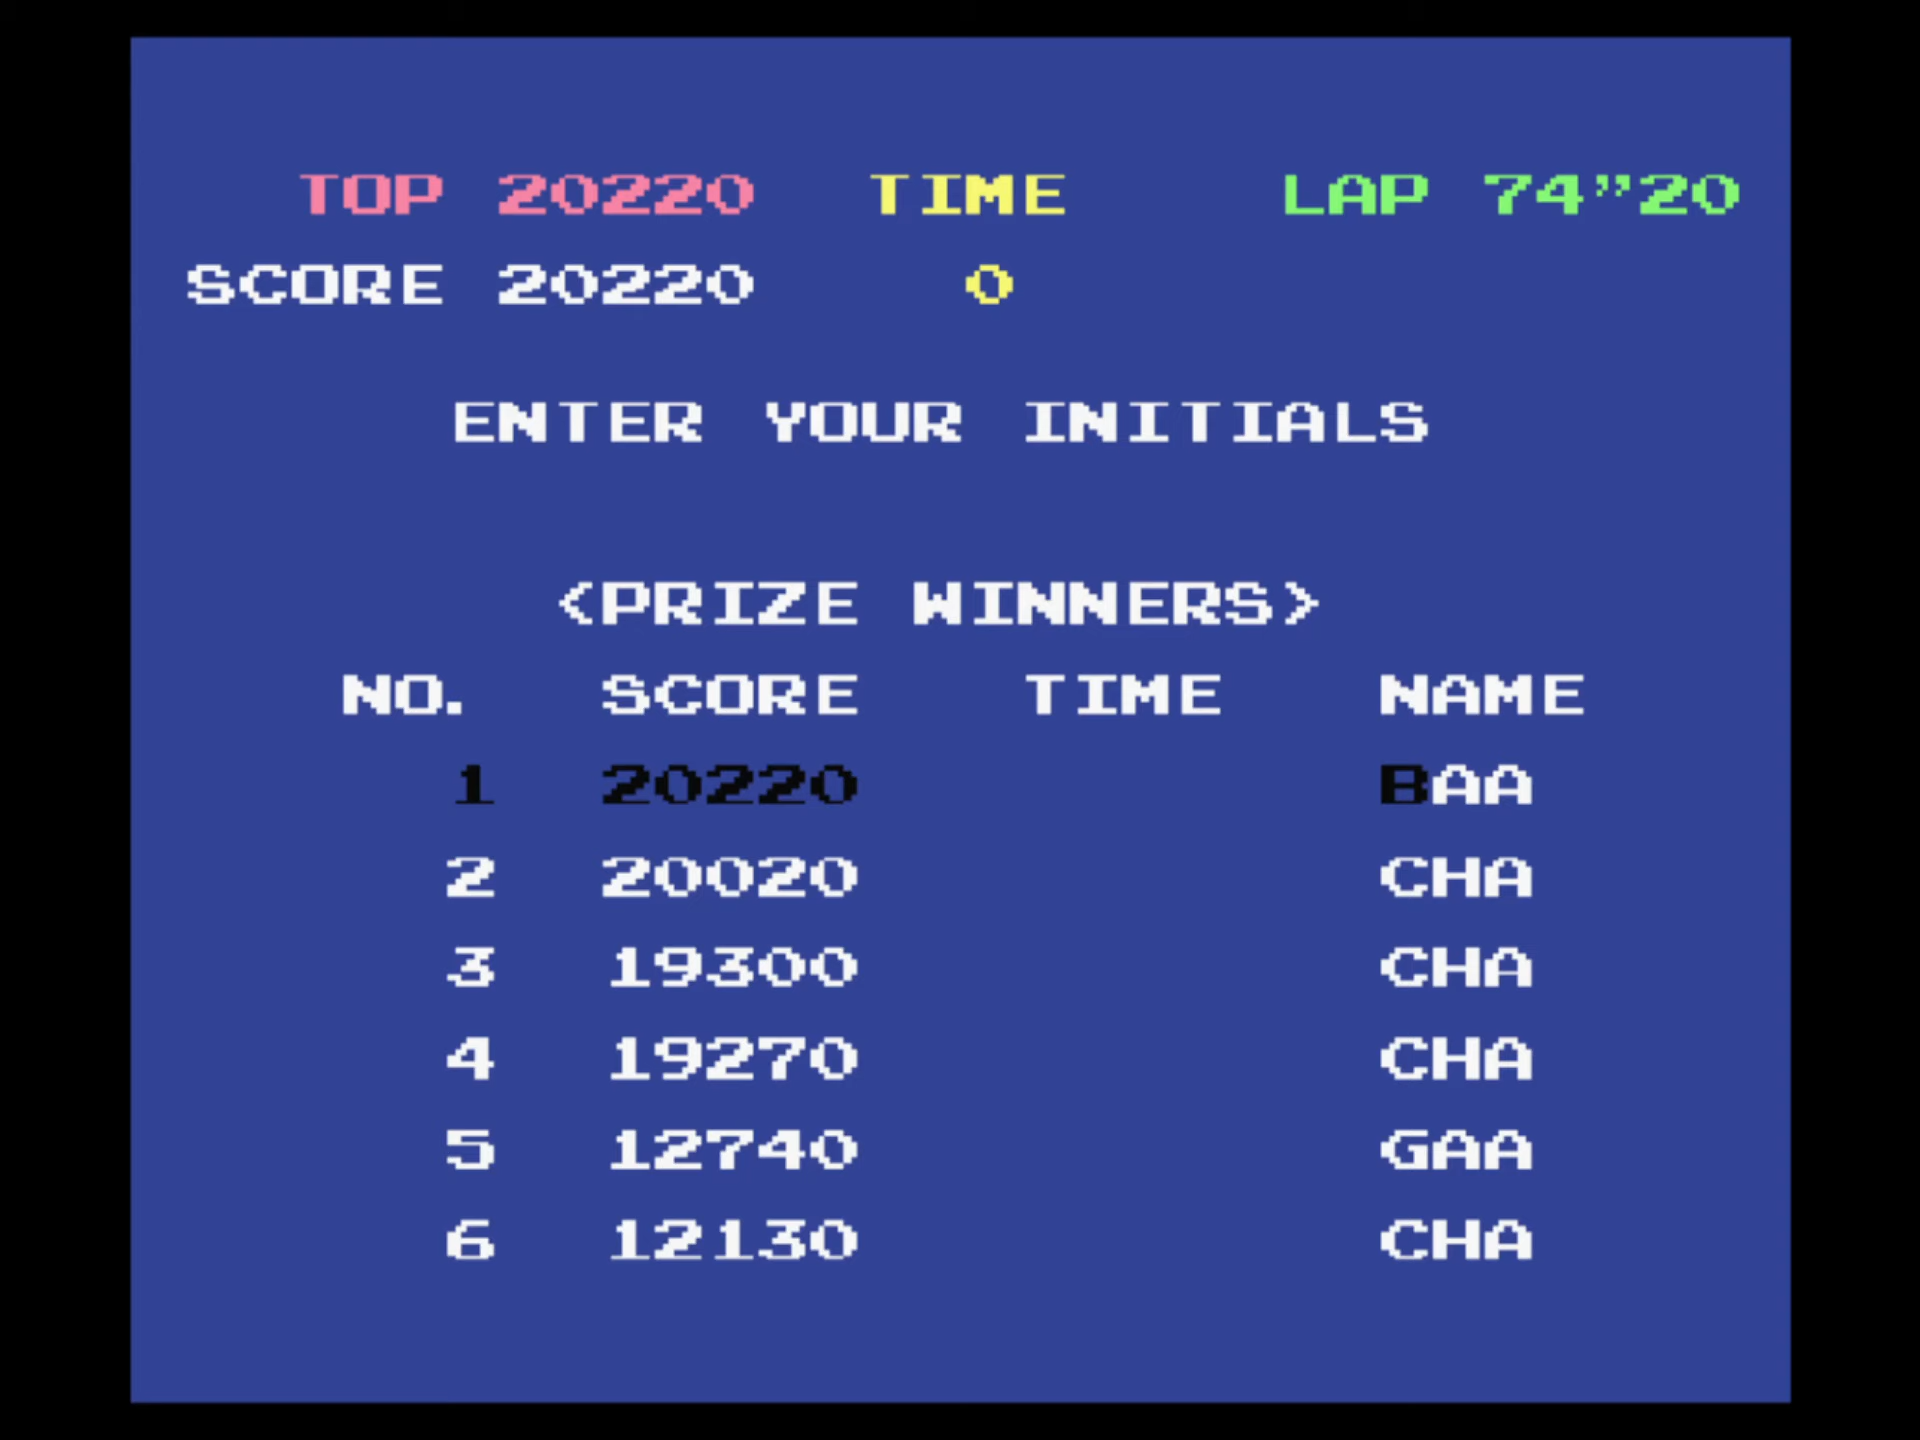 TOP 20220 TIME LAP 74"20
SCORE 20220 0
ENTER YOUR INITIALS
<PRIZE WINNERS>
NO. SCORE TIME NAME
1 20220 BAA
2 20020 CHA
3 19300 CHA
4 19270 CHA
5 12740 GAA
6 12130 CHA